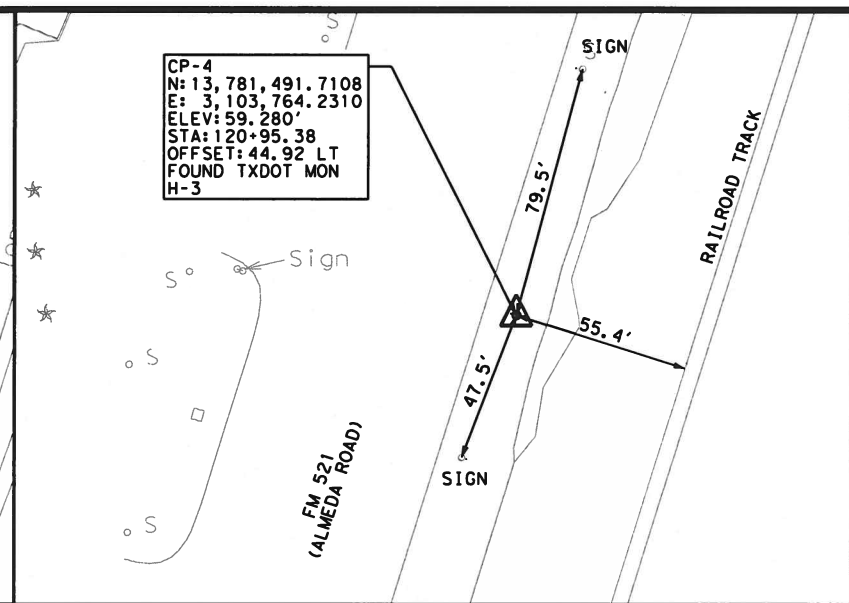 S
SIGN
S
CP-4
N: 13,781,491.7108
E: 3,103,764.2310
ELEV: 59.280'
STA: 120+95.38
OFFSET: 44.92 LT
FOUND TXDOT MON
H-3
79.5'
RAILROAD TRACK
Sign
S
55.4'
S
47.5'
SIGN
FM 521
(ALMEDA ROAD)
S